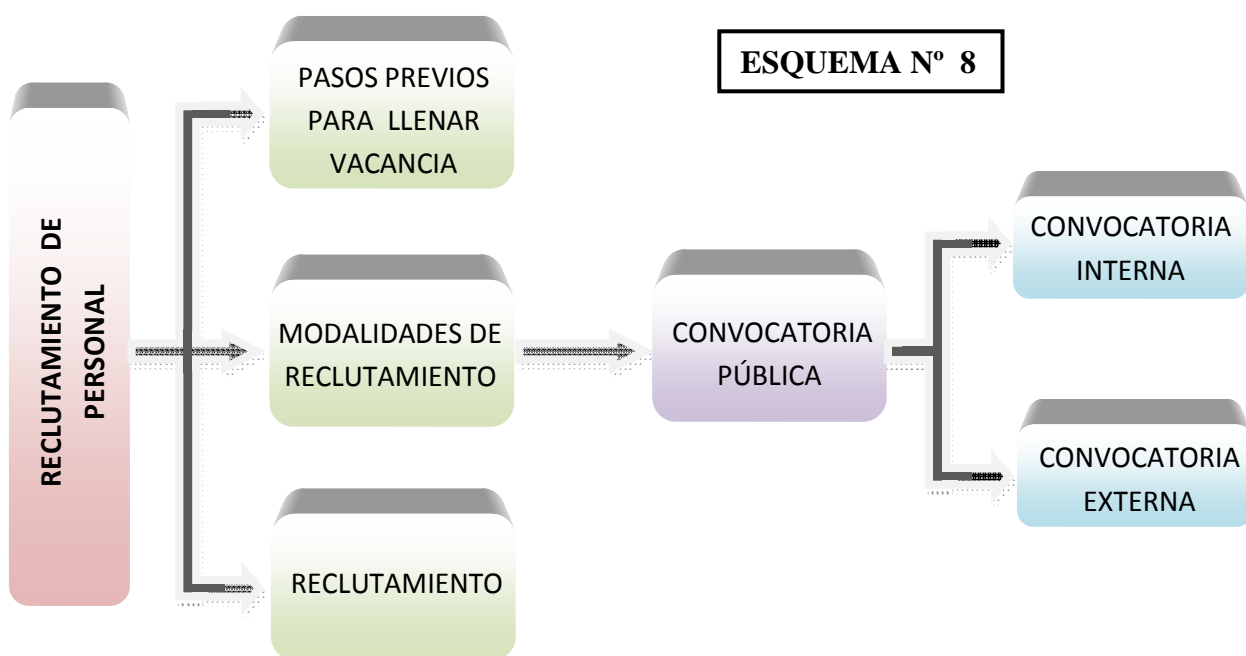 ESQUEMA Nº 8
RECLUTAMIENTO DE
PERSONAL
PASOS PREVIOS
PARA LLENAR
VACANCIA
MODALIDADES DE
RECLUTAMIENTO
RECLUTAMIENTO
CONVOCATORIA
PÚBLICA
CONVOCATORIA
INTERNA
CONVOCATORIA
EXTERNA